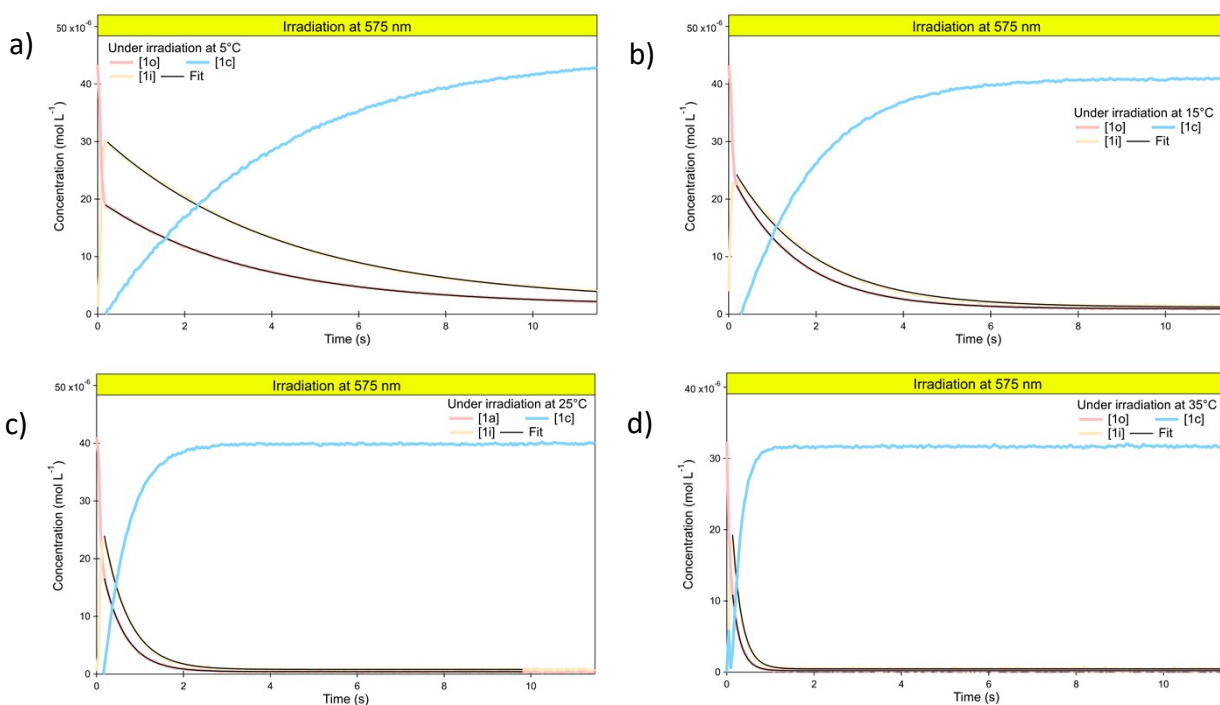 a)
50 x10⁻⁶
Irradiation at 575 nm
Under irradiation at 5°C
[1o] [1c]
[1i] Fit
40
30
20
10
0
Concentration (mol L⁻¹)
0 2 4 6 8 10
Time (s)
b)
50 x10⁻⁶
Irradiation at 575 nm
Under irradiation at 15°C
[1o] [1c]
[1i] Fit
40
30
20
10
0
Concentration (mol L⁻¹)
0 2 4 6 8 10
Time (s)
c)
50 x10⁻⁶
Irradiation at 575 nm
Under irradiation at 25°C
[1a] [1c]
[1i] Fit
40
30
20
10
0
Concentration (mol L⁻¹)
0 2 4 6 8 10
Time (s)
d)
40 x10⁻⁶
Irradiation at 575 nm
Under irradiation at 35°C
[1o] [1c]
[1i] Fit
30
20
10
0
Concentration (mol L⁻¹)
0 2 4 6 8 10
Time (s)